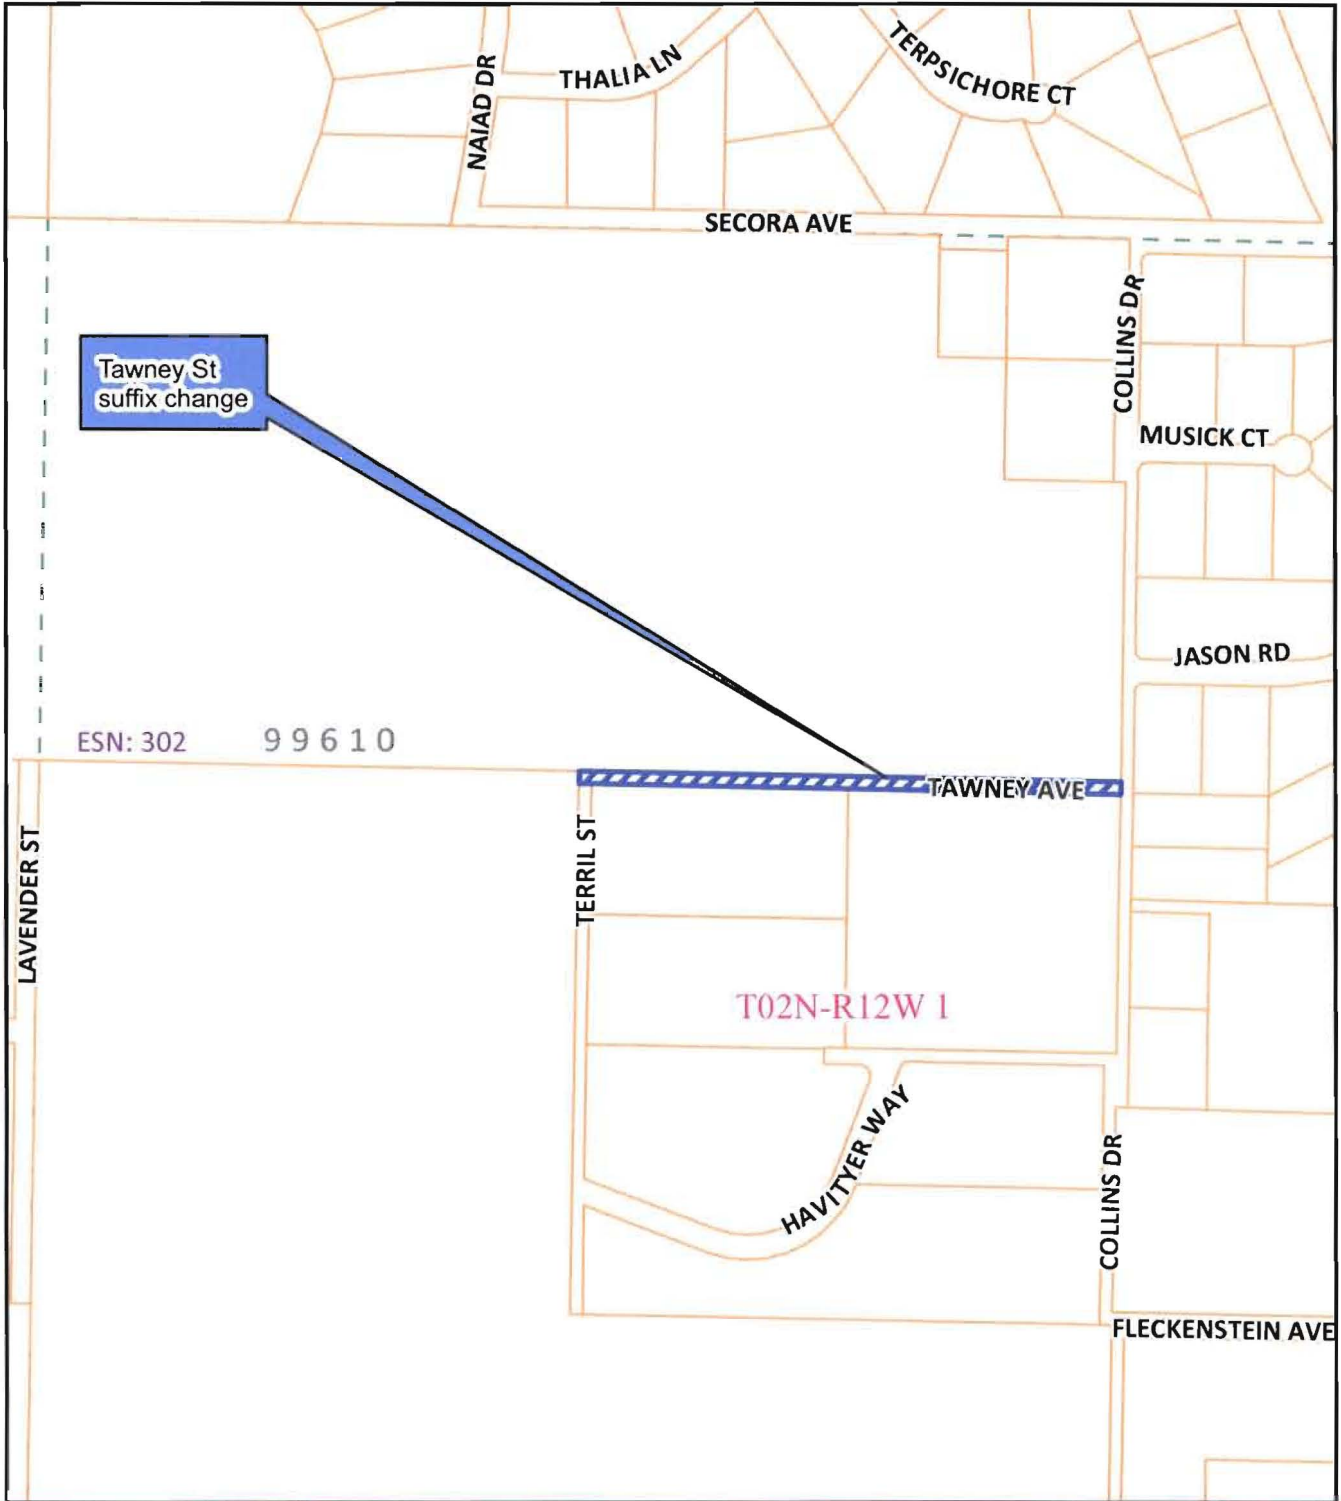 THALIA LN
TERPSICHORE CT
NAIAD DR
SECORA AVE
COLLINS DR
Tawney St
suffix change
MUSICK CT
JASON RD
ESN: 302
99610
TAWNEY AVE
TERRIL ST
LAVENDER ST
T02N-R12W 1
HAVITYER WAY
COLLINS DR
FLECKENSTEIN AVE